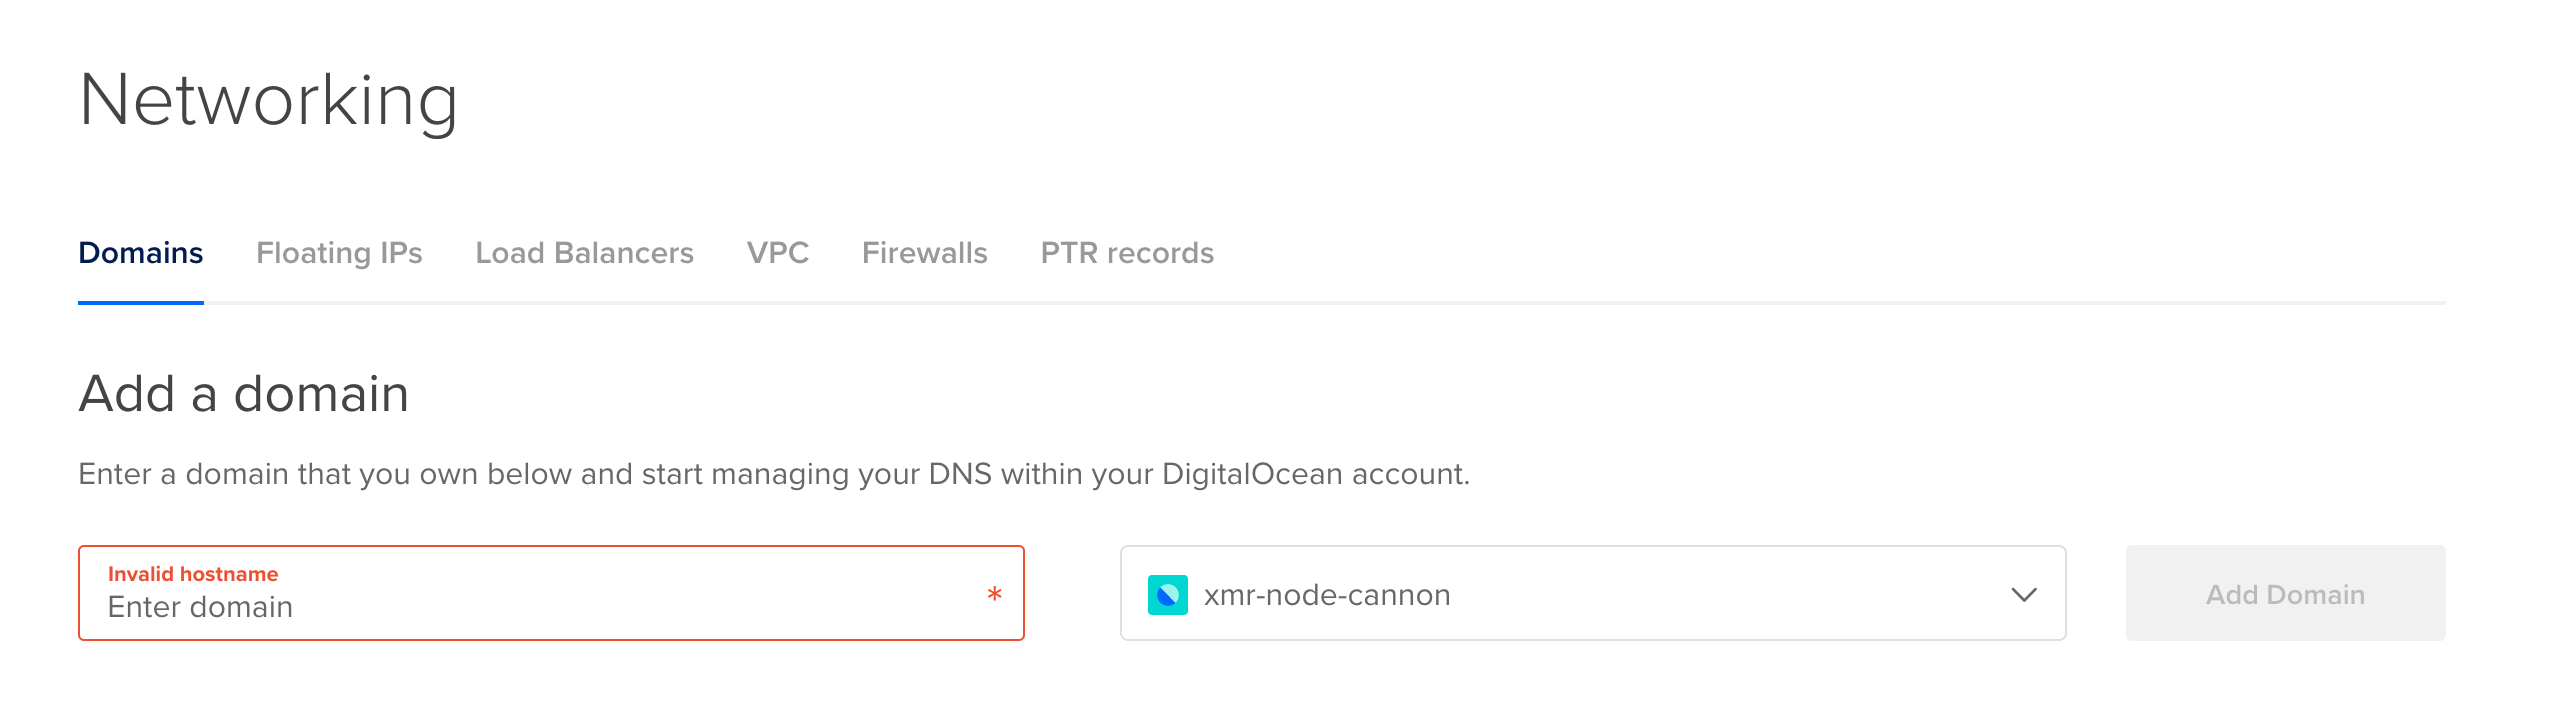 Networking
Domains Floating IPs Load Balancers VPC Firewalls PTR records
Add a domain
Enter a domain that you own below and start managing your DNS within your DigitalOcean account.
Invalid hostname
Enter domain *
xmr-node-cannon
Add Domain